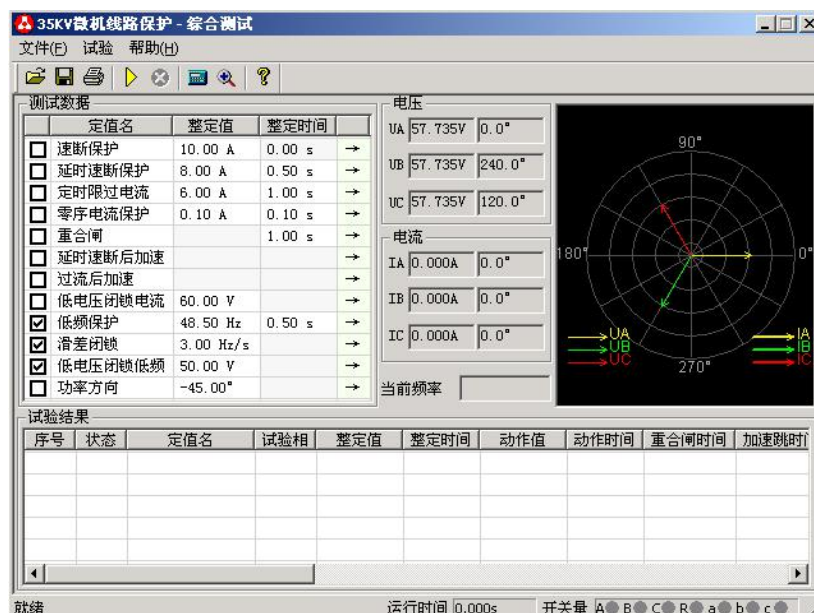 35KV微机线路保护 - 综合测试
文件(F) 试验 帮助(H)
测试数据
定值名 整定值 整定时间
速断保护 10.00 A 0.00 s →
延时速断保护 8.00 A 0.50 s →
定时限过电流 6.00 A 1.00 s →
零序电流保护 0.10 A 0.10 s →
重合闸 1.00 s →
延时速断后加速 →
过流后加速 →
低电压闭锁电流 60.00 V →
低频保护 48.50 Hz 0.50 s →
滑差闭锁 3.00 Hz/s →
低电压闭锁低频 50.00 V →
功率方向 -45.00° →
电压
UA 57.735V 0.0°
UB 57.735V 240.0°
UC 57.735V 120.0°
电流
IA 0.000A 0.0°
IB 0.000A 0.0°
IC 0.000A 0.0°
当前频率
90°
180° 0°
270°
UA IA
UB IB
UC IC
试验结果
序号 状态 定值名 试验相 整定值 整定时间 动作值 动作时间 重合闸时间 加速跳时
就绪 运行时间 0.000s 开关量 A B C R a b c